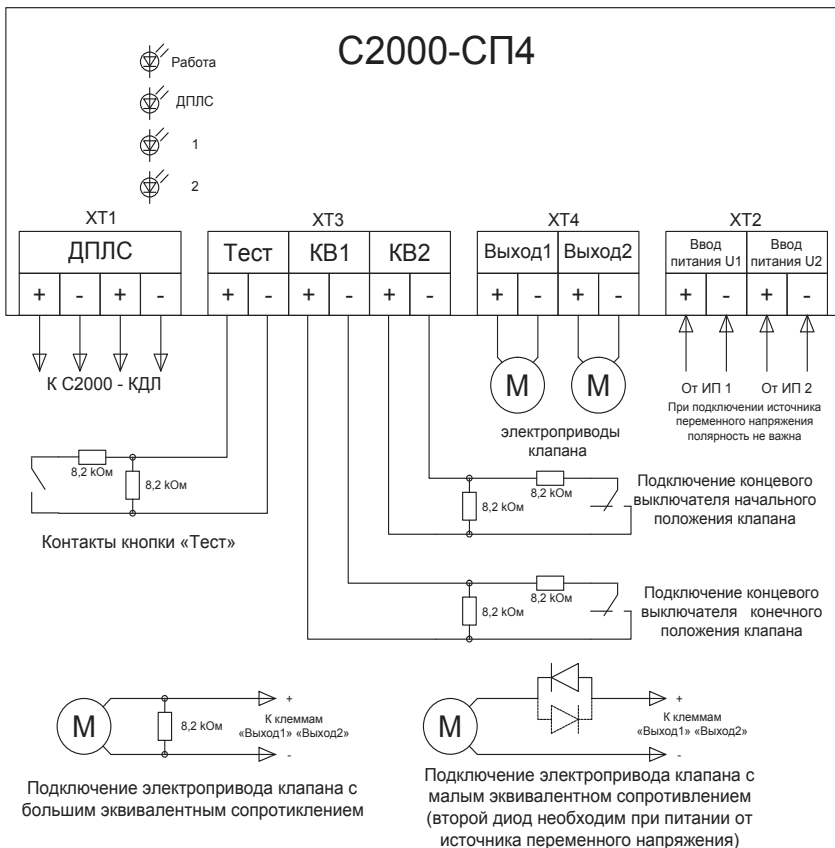 С2000-СП4
Работа
ДПЛС
1
2
ХТ1
ХТ3
ХТ4
ХТ2
ДПЛС
Тест
КВ1
КВ2
Выход1
Выход2
Ввод
питания U1
Ввод
питания U2
+ - + -
+ - + - + -
+ - + -
+ - + -
К С2000 - КДЛ
М
М
электроприводы
клапана
От ИП 1
От ИП 2
При подключении источника
переменного напряжения
полярность не важна
8,2 kОм
8,2 kОм
Контакты кнопки «Тест»
8,2 kОм
8,2 kОм
Подключение концевого
выключателя начального
положения клапана
8,2 kОм
8,2 kОм
Подключение концевого
выключателя конечного
положения клапана
М
8,2 kОм
+
К клеммам
«Выход1» «Выход2»
-
Подключение электропривода клапана с
большим эквивалентным сопротиклением
М
+
К клеммам
«Выход1» «Выход2»
-
Подключение электропривода клапана с
малым эквивалентном сопротивлением
(второй диод необходим при питании от
источника переменного напряжения)